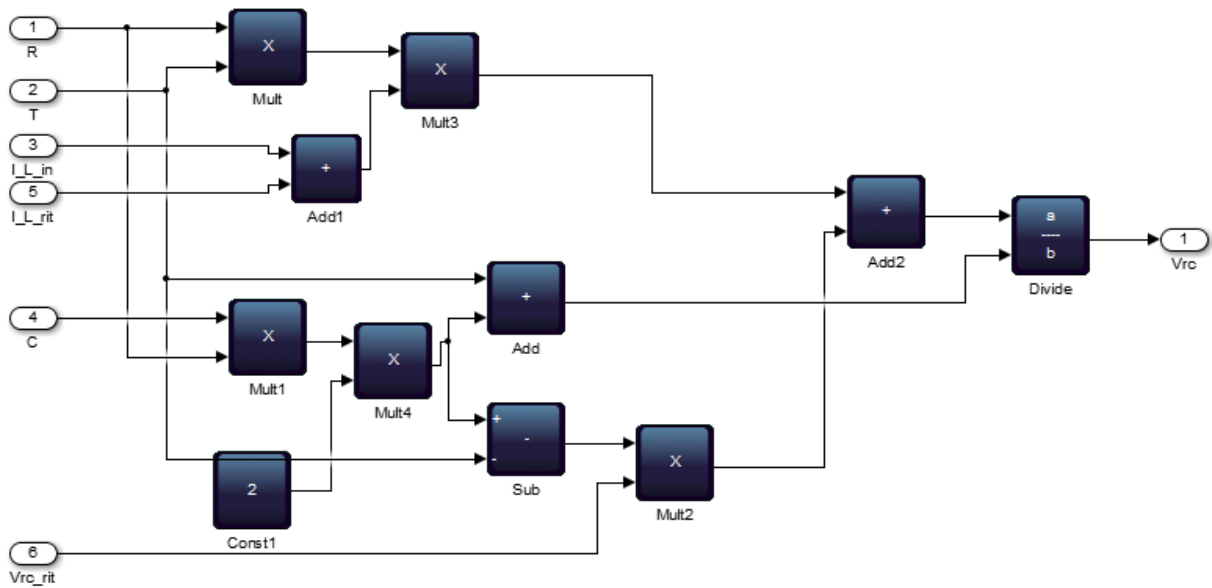 1
R
2
T
3
I_L_in
5
I_L_rit
X
Mult
X
Mult3
+
Add1
+
Add2
a
----
b
Divide
1
Vrc
4
C
X
Mult1
X
Mult4
+
Add
+
-
-
Sub
X
Mult2
2
Const1
6
Vrc_rit